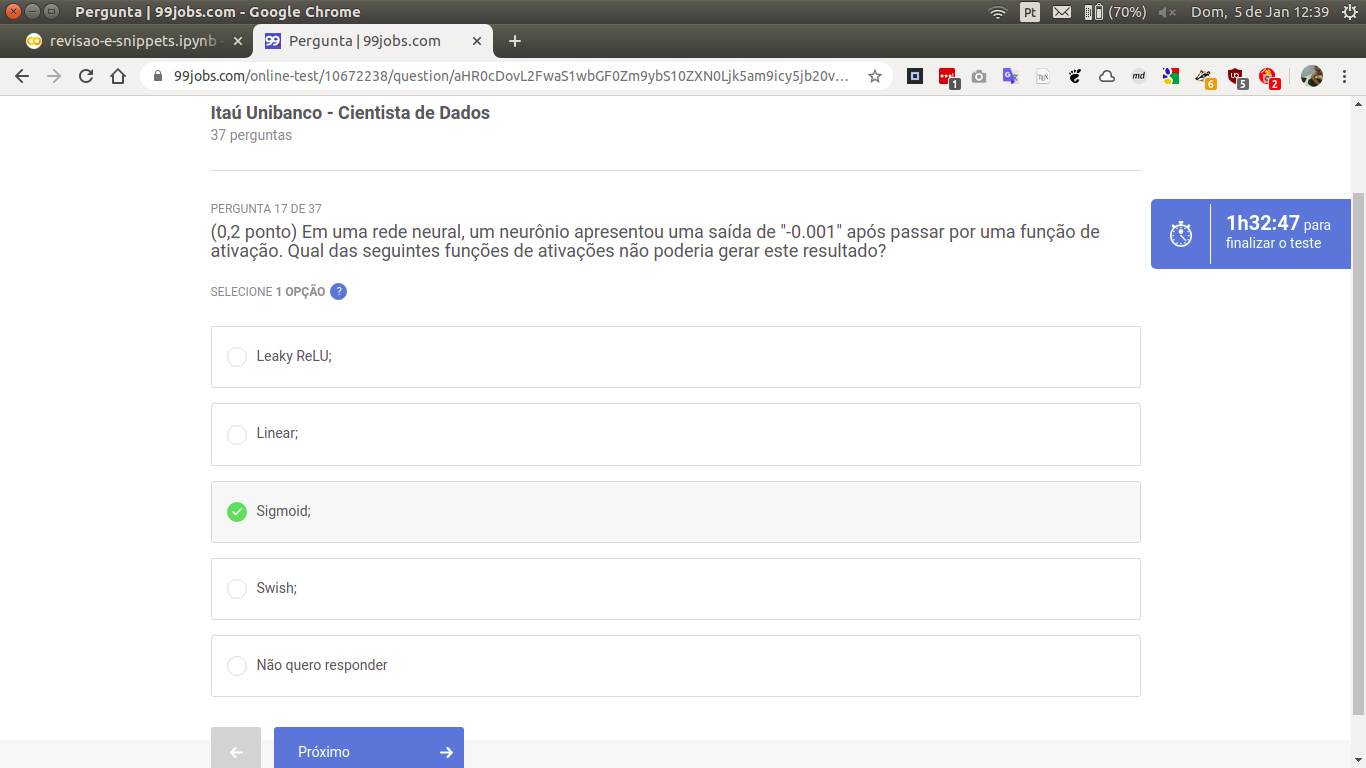 Pergunta | 99jobs.com - Google Chrome
Pt
(70%)
Dom, 5 de Jan 12:39
revisao-e-snippets.ipynb
Pergunta | 99jobs.com
99jobs.com/online-test/10672238/question/aHR0cDovL2FwaS1wbGF0Zm9ybS10ZXN0Ljk5am9icy5jb20v...
1
md
6
5
2
Itaú Unibanco - Cientista de Dados
37 perguntas
PERGUNTA 17 DE 37
(0,2 ponto) Em uma rede neural, um neurônio apresentou uma saída de "-0.001" após passar por uma função de
ativação. Qual das seguintes funções de ativações não poderia gerar este resultado?
1h32:47 para
finalizar o teste
SELECIONE 1 OPÇÃO ?
Leaky ReLU;
Linear;
Sigmoid;
Swish;
Não quero responder
Próximo